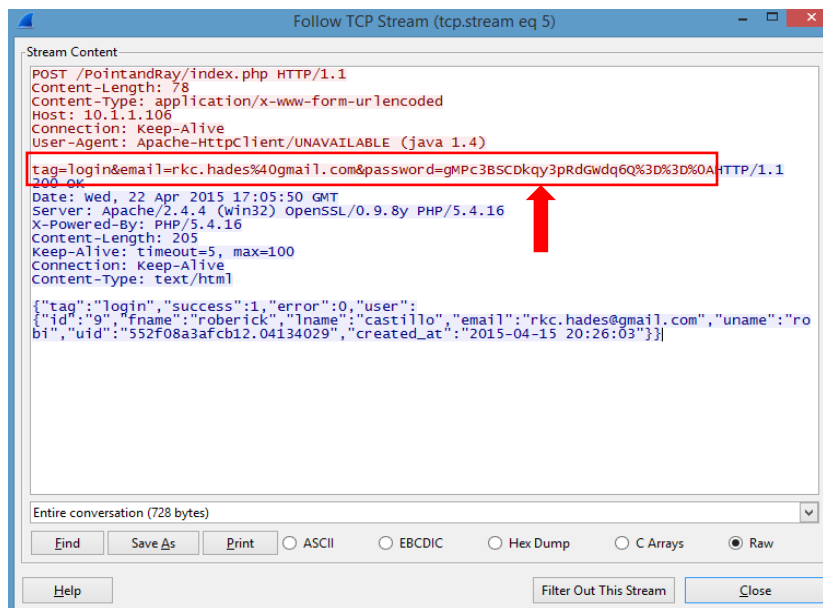 Follow TCP Stream (tcp.stream eq 5)
Stream Content
POST /PointandRay/index.php HTTP/1.1
Content-Length: 78
Content-Type: application/x-www-form-urlencoded
Host: 10.1.1.106
Connection: Keep-Alive
User-Agent: Apache-HttpClient/UNAVAILABLE (java 1.4)
tag=login&email=rkc.hades%40gmail.com&password=gMPc3BSCDkqy3pRdGWdq6Q%3D%3D%0AHTTP/1.1
200 OK
Date: Wed, 22 Apr 2015 17:05:50 GMT
Server: Apache/2.4.4 (Win32) OpenSSL/0.9.8y PHP/5.4.16
X-Powered-By: PHP/5.4.16
Content-Length: 205
Keep-Alive: timeout=5, max=100
Connection: Keep-Alive
Content-Type: text/html
{"tag":"login","success":1,"error":0,"user":
{"id":"9","fname":"roberick","lname":"castillo","email":"rkc.hades@gmail.com","uname":"ro
bi","uid":"552f08a3afcb12.04134029","created_at":"2015-04-15 20:26:03"}}
Entire conversation (728 bytes)
Find Save As Print ASCII EBCDIC Hex Dump C Arrays Raw
Help Filter Out This Stream Close